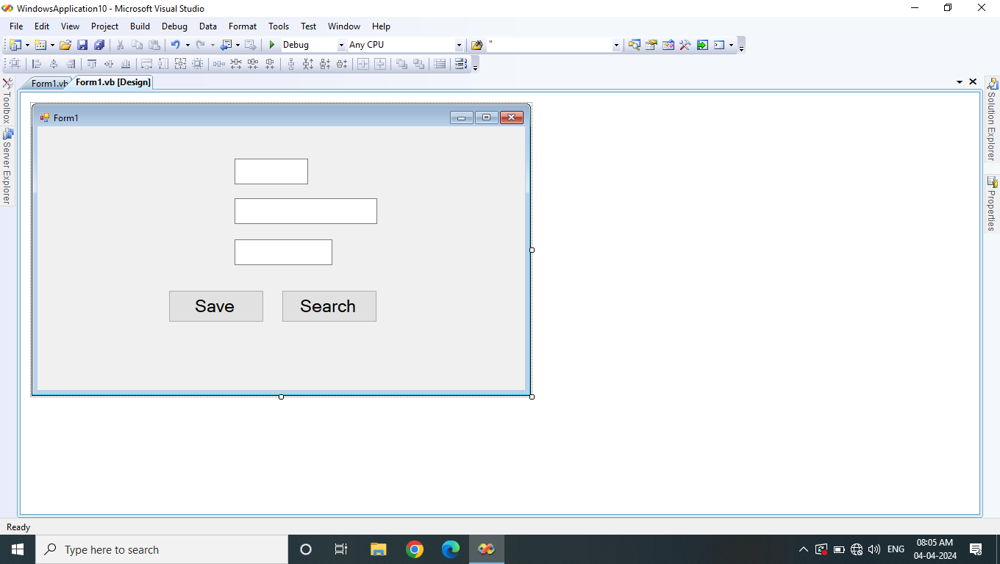 WindowsApplication10 - Microsoft Visual Studio
File Edit View Project Build Debug Data Format Tools Test Window Help
Debug Any CPU "
Form1.vb Form1.vb [Design]
Toolbox
Server Explorer
Form1
Save Search
Solution Explorer
Properties
Ready
Type here to search
ENG
08:05 AM
04-04-2024